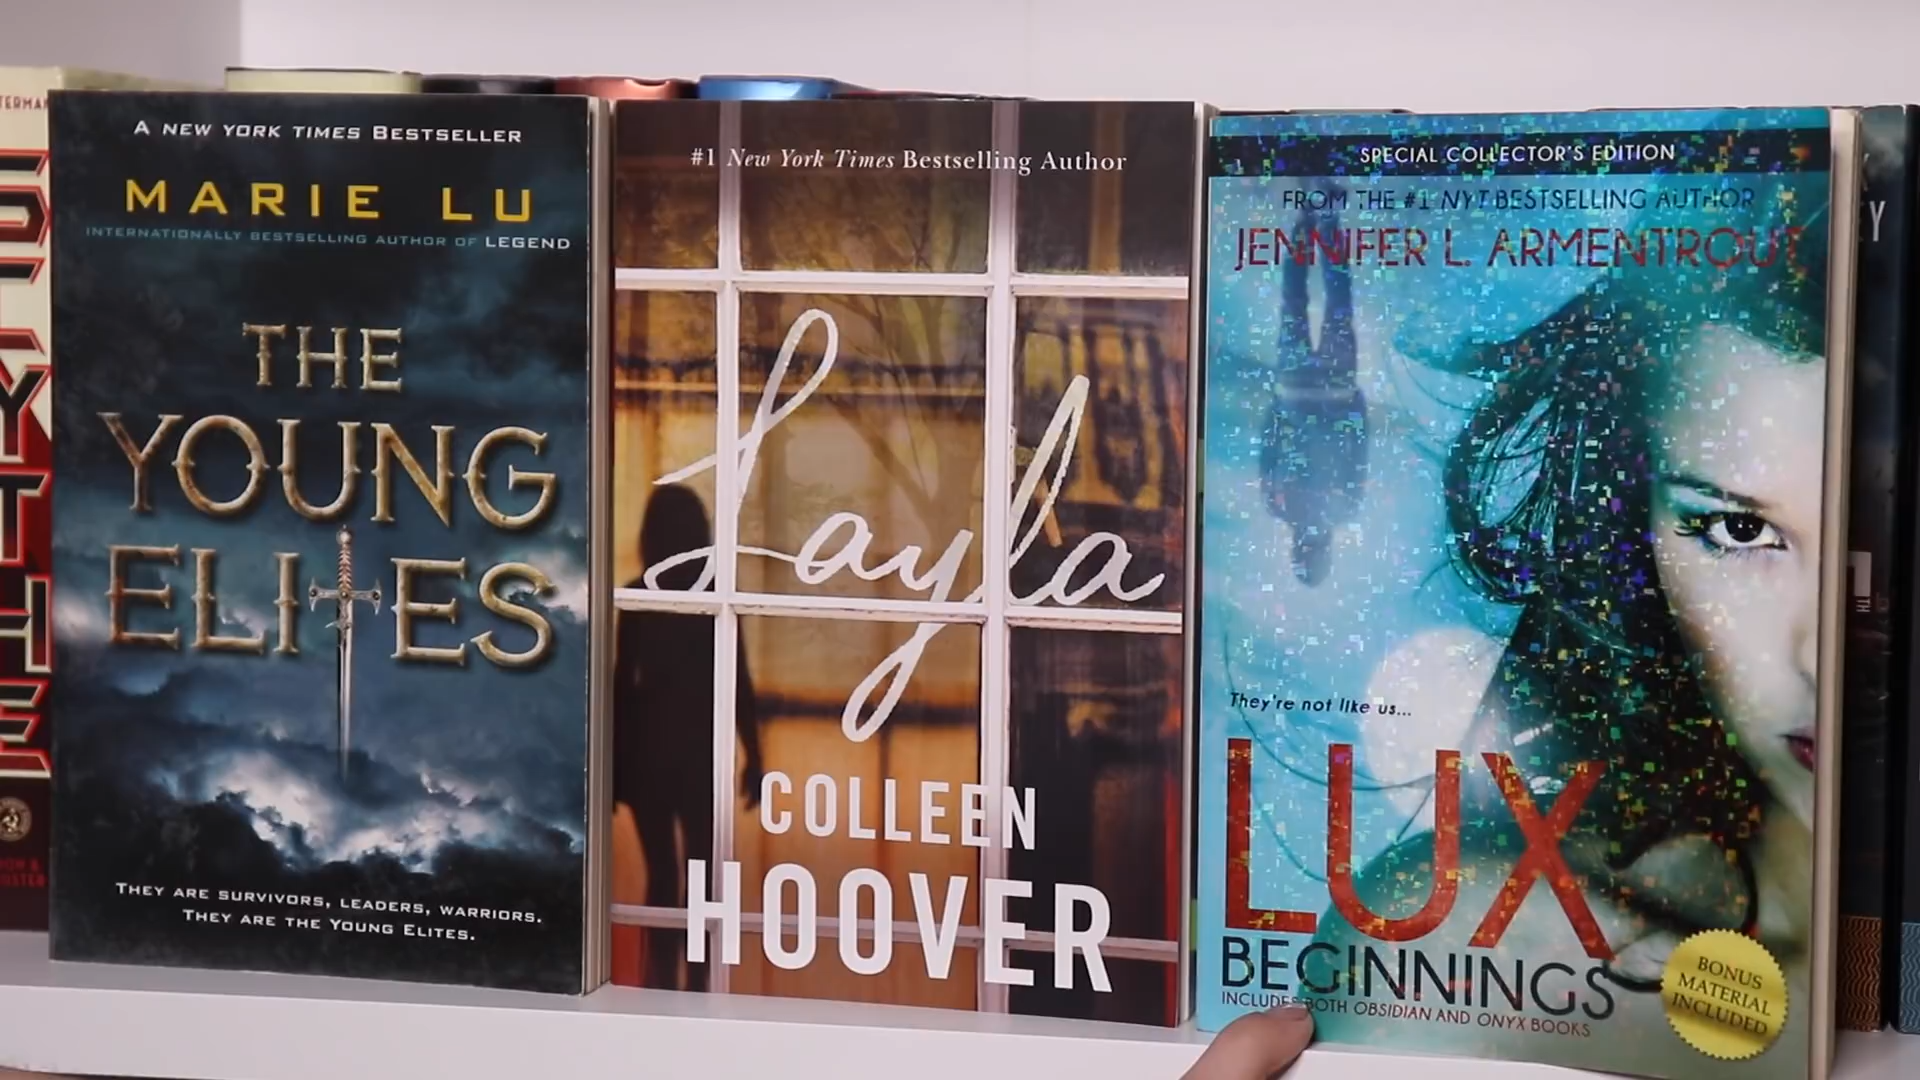 A NEW YORK TIMES BESTSELLER
MARIE LU
INTERNATIONALLY BESTSELLING AUTHOR OF LEGEND
THE
YOUNG
ELITES
THEY ARE SURVIVORS, LEADERS, WARRIORS.
THEY ARE THE YOUNG ELITES.
#1 New York Times Bestselling Author
Layla
COLLEEN
HOOVER
SPECIAL COLLECTOR'S EDITION
FROM THE #1 NYT BESTSELLING AUTHOR
JENNIFER L. ARMENTROUT
They're not like us...
LUX
BEGINNINGS
INCLUDES BOTH OBSIDIAN AND ONYX BOOKS
BONUS
MATERIAL
INCLUDED